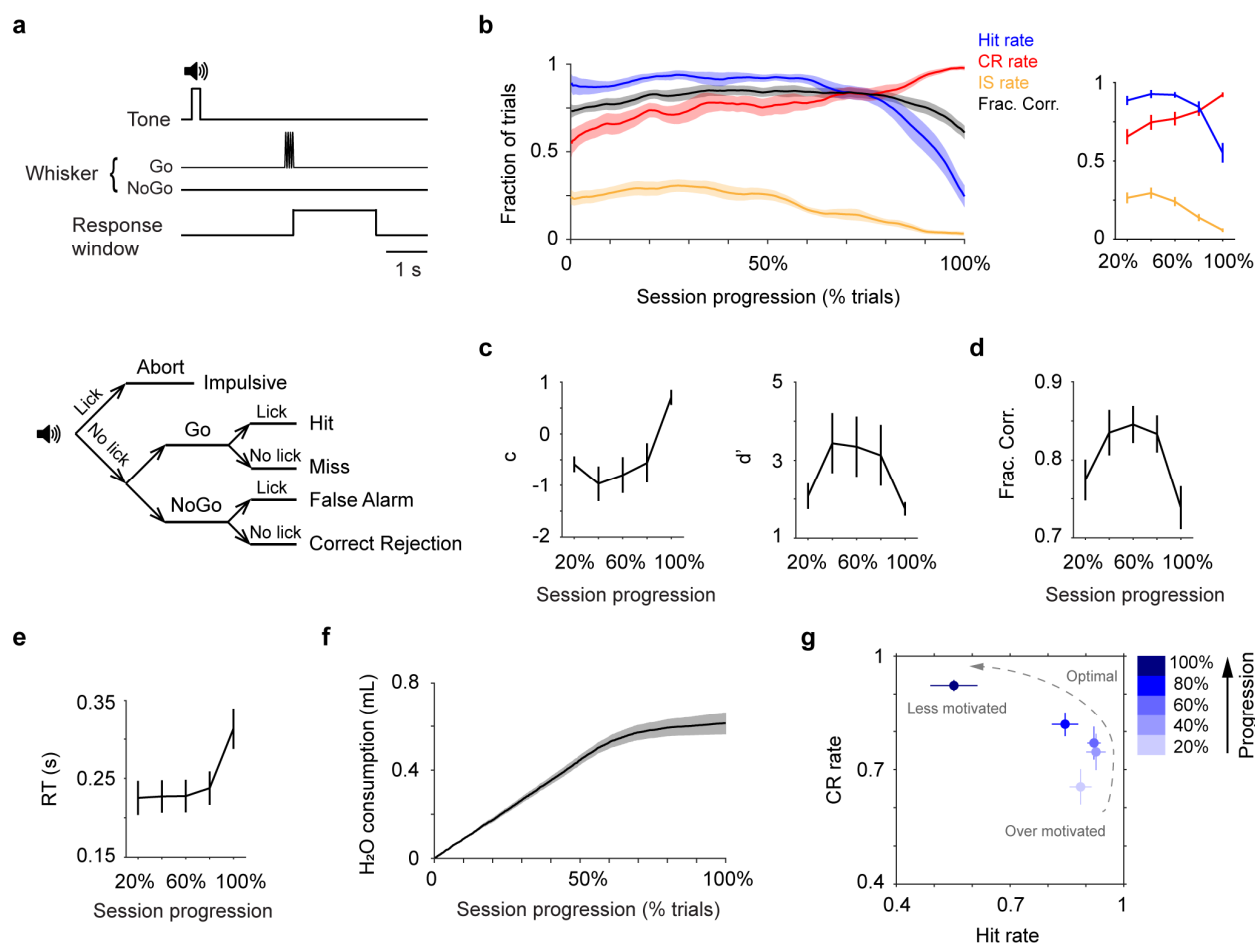 a
Tone
Whisker
{
Go
NoGo
Response
window
1 s
Lick
No lick
Abort
Impulsive
Go
Lick
Hit
No lick
Miss
NoGo
Lick
False Alarm
No lick
Correct Rejection
b
Hit rate
CR rate
IS rate
Frac. Corr.
Fraction of trials
1
0.5
0
0
50%
100%
Session progression (% trials)
1
0.5
0
20%
60%
100%
c
c
1
0
-1
-2
20%
60%
100%
Session progression
d'
5
3
1
20%
60%
100%
d
Frac. Corr.
0.9
0.8
0.7
20%
60%
100%
Session progression
e
RT (s)
0.35
0.25
0.15
20%
60%
100%
Session progression
f
H₂O consumption (mL)
0.8
0.4
0
0
50%
100%
Session progression (% trials)
g
CR rate
1
0.7
0.4
0.4
0.7
1
Hit rate
Optimal
Less motivated
Over motivated
100%
80%
60%
40%
20%
Progression